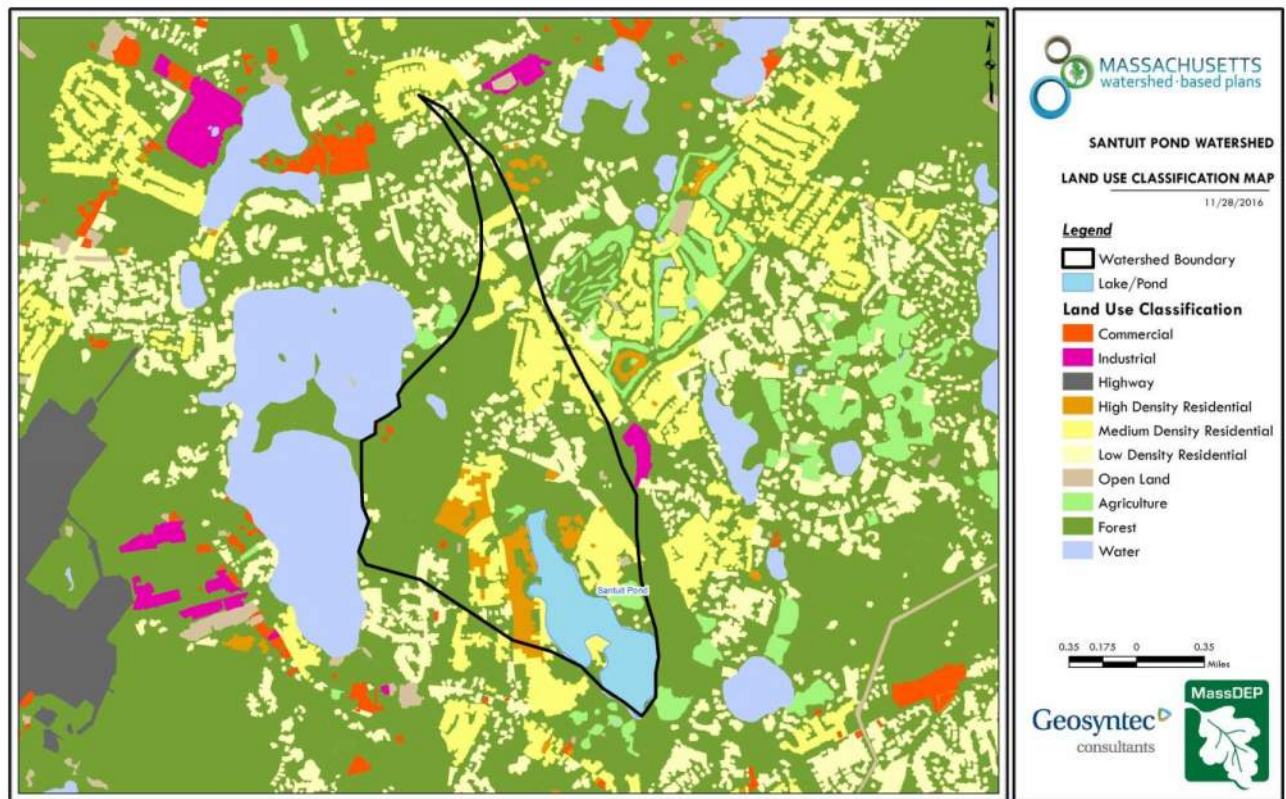 Santuit Pond
N
MASSACHUSETTS
watershed·based plans
SANTUIT POND WATERSHED
LAND USE CLASSIFICATION MAP
11/28/2016
Legend
Watershed Boundary
Lake/Pond
Land Use Classification
Commercial
Industrial
Highway
High Density Residential
Medium Density Residential
Low Density Residential
Open Land
Agriculture
Forest
Water
0.35 0.175 0 0.35
Miles
Geosyntec
consultants
MassDEP